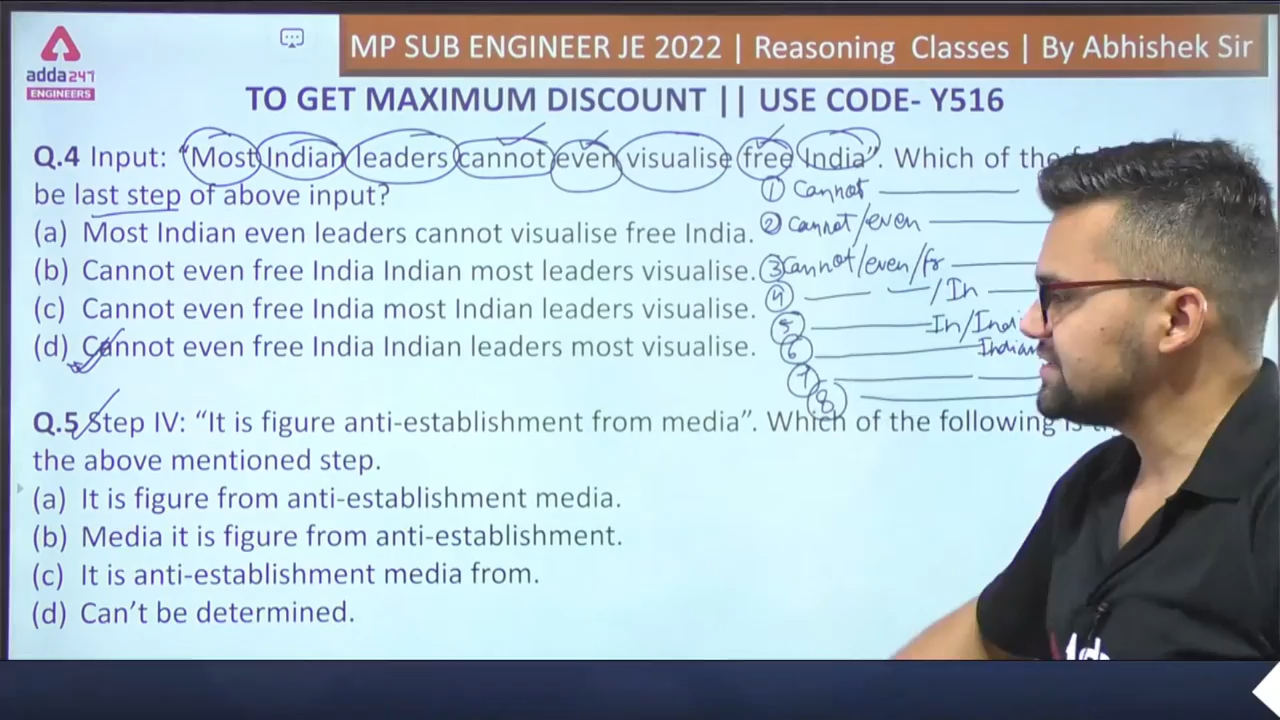 adda247
ENGINEERS
MP SUB ENGINEER JE 2022 | Reasoning Classes | By Abhishek Sir
TO GET MAXIMUM DISCOUNT || USE CODE- Y516
Q.4 Input: “Most Indian leaders cannot even visualise free India”. Which of the
be last step of above input?
(a) Most Indian even leaders cannot visualise free India.
(b) Cannot even free India Indian most leaders visualise.
(c) Cannot even free India most Indian leaders visualise.
(d) Cannot even free India Indian leaders most visualise.
① Cannot
② Cannot/even
③ Cannot/even/fr
④ /In
⑤ In/Indi
⑥ Indian
⑦
⑧
Q.5 Step IV: “It is figure anti-establishment from media”. Which of the following is
the above mentioned step.
(a) It is figure from anti-establishment media.
(b) Media it is figure from anti-establishment.
(c) It is anti-establishment media from.
(d) Can’t be determined.